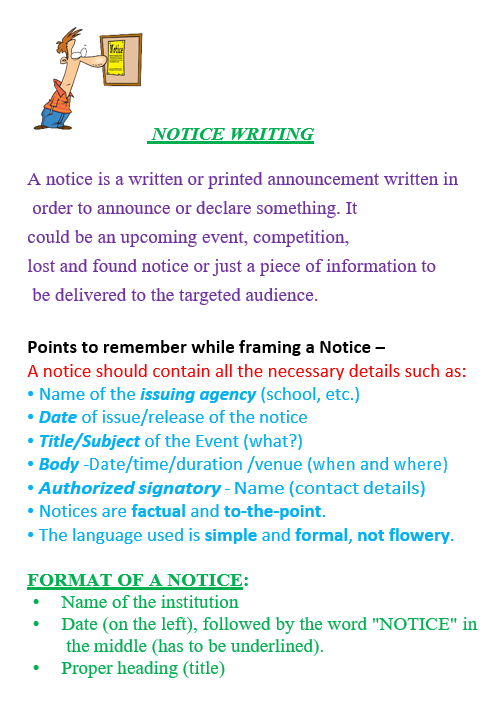 Notice
NOTICE WRITING
A notice is a written or printed announcement written in
order to announce or declare something. It
could be an upcoming event, competition,
lost and found notice or just a piece of information to
be delivered to the targeted audience.
Points to remember while framing a Notice –
A notice should contain all the necessary details such as:
• Name of the issuing agency (school, etc.)
• Date of issue/release of the notice
• Title/Subject of the Event (what?)
• Body -Date/time/duration /venue (when and where)
• Authorized signatory - Name (contact details)
• Notices are factual and to-the-point.
• The language used is simple and formal, not flowery.
FORMAT OF A NOTICE:
• Name of the institution
• Date (on the left), followed by the word "NOTICE" in
the middle (has to be underlined).
• Proper heading (title)